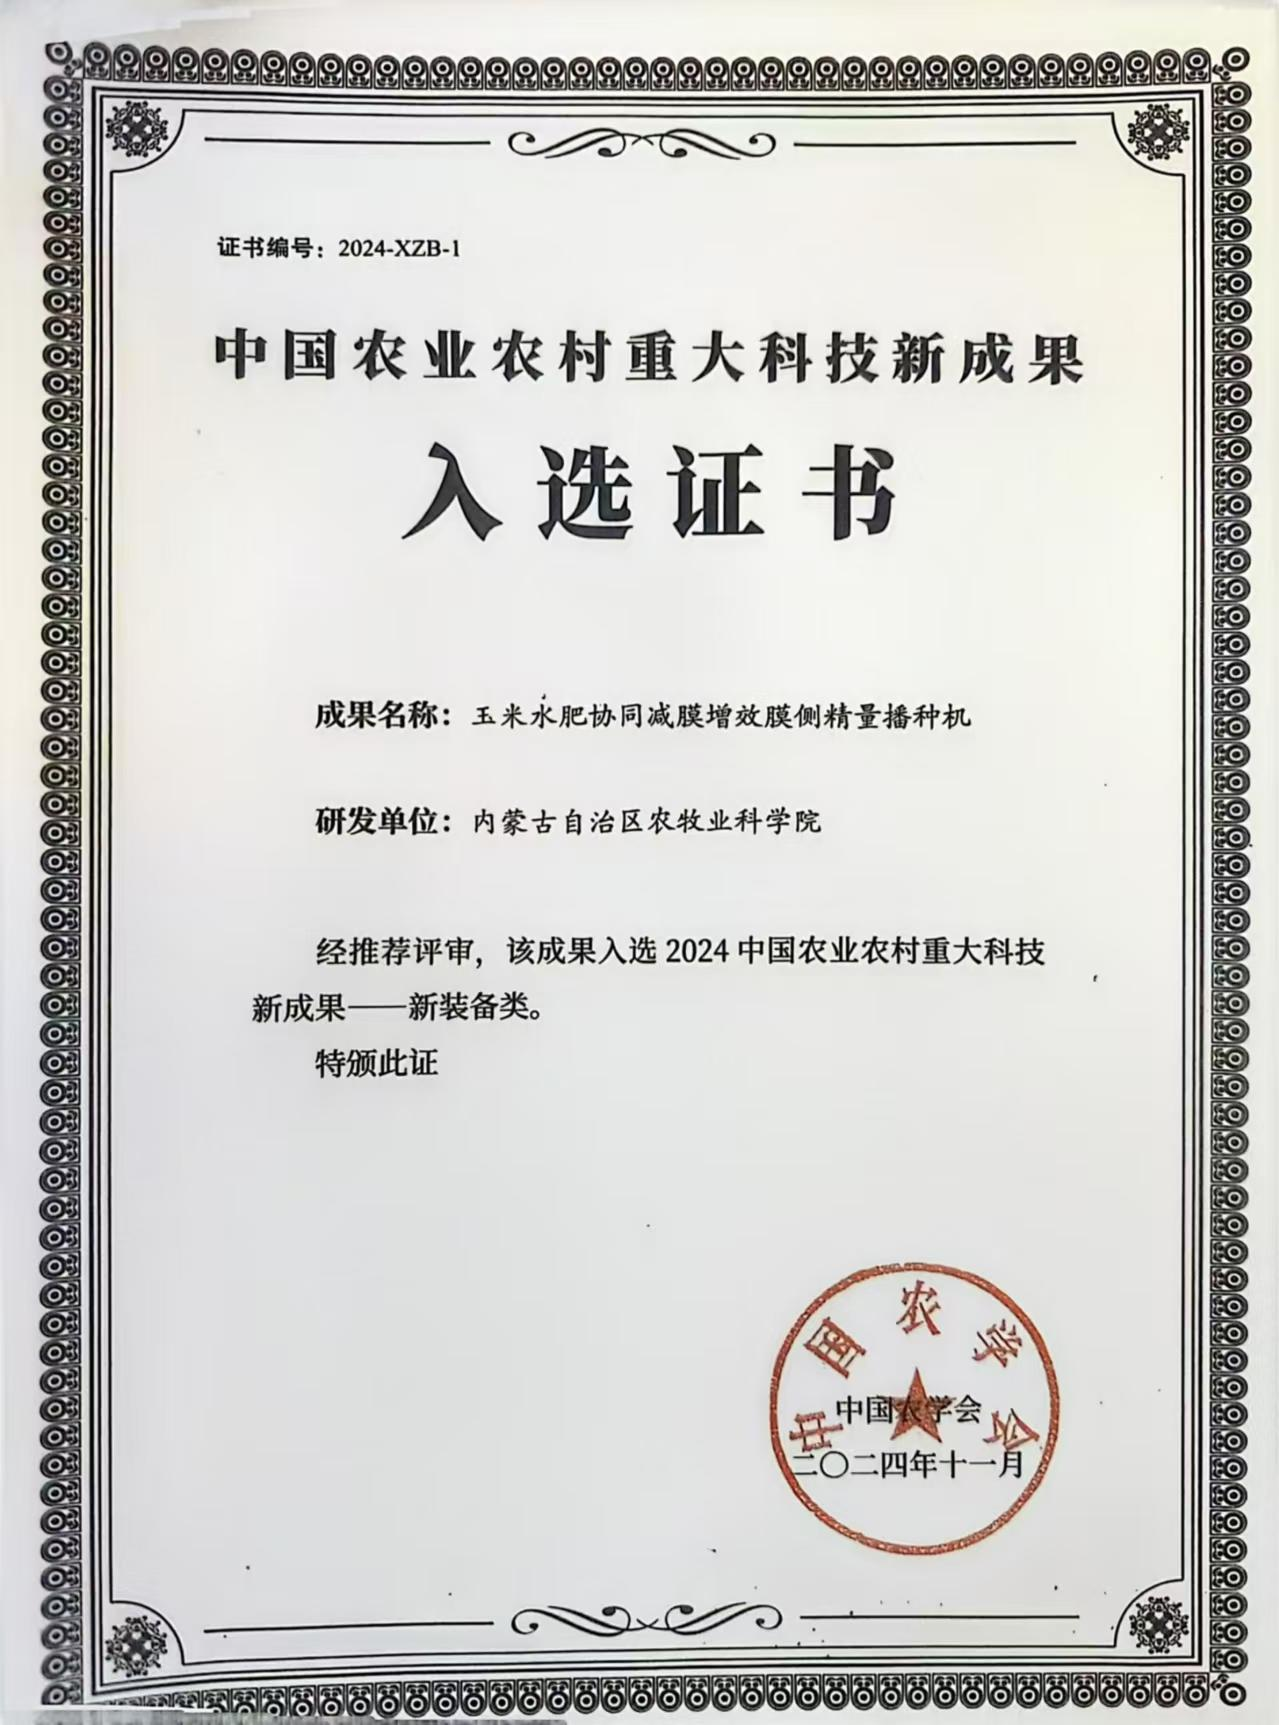 证书编号：2024-XZB-1
中国农业农村重大科技新成果
入选证书
成果名称：玉米水肥协同减膜增效膜侧精量播种机
研发单位：内蒙古自治区农牧业科学院
经推荐评审，该成果入选2024中国农业农村重大科技
新成果——新装备类。
特颁此证
中国农学会
中国农学会
二〇二四年十一月